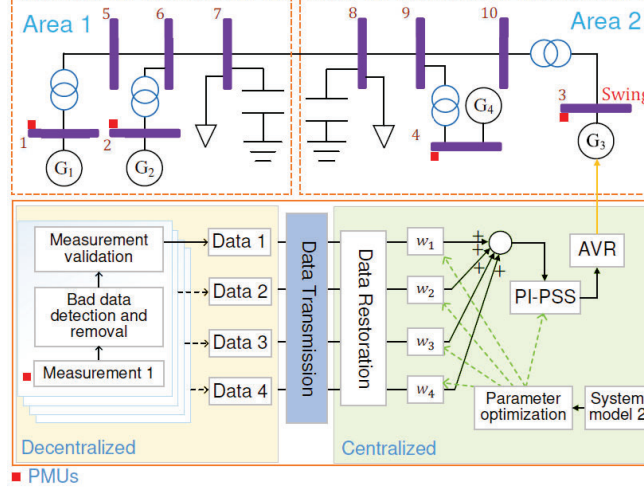 Area 1
5
6
7
8
9
10
Area 2
3
Swing
1
2
4
G1
G2
G4
G3
Measurement
validation
Bad data
detection and
removal
Measurement 1
Data 1
Data 2
Data 3
Data 4
Data Transmission
Data Restoration
w1
w2
w3
w4
+
+
+
+
PI-PSS
AVR
Parameter
optimization
System
model 2
Decentralized
Centralized
PMUs